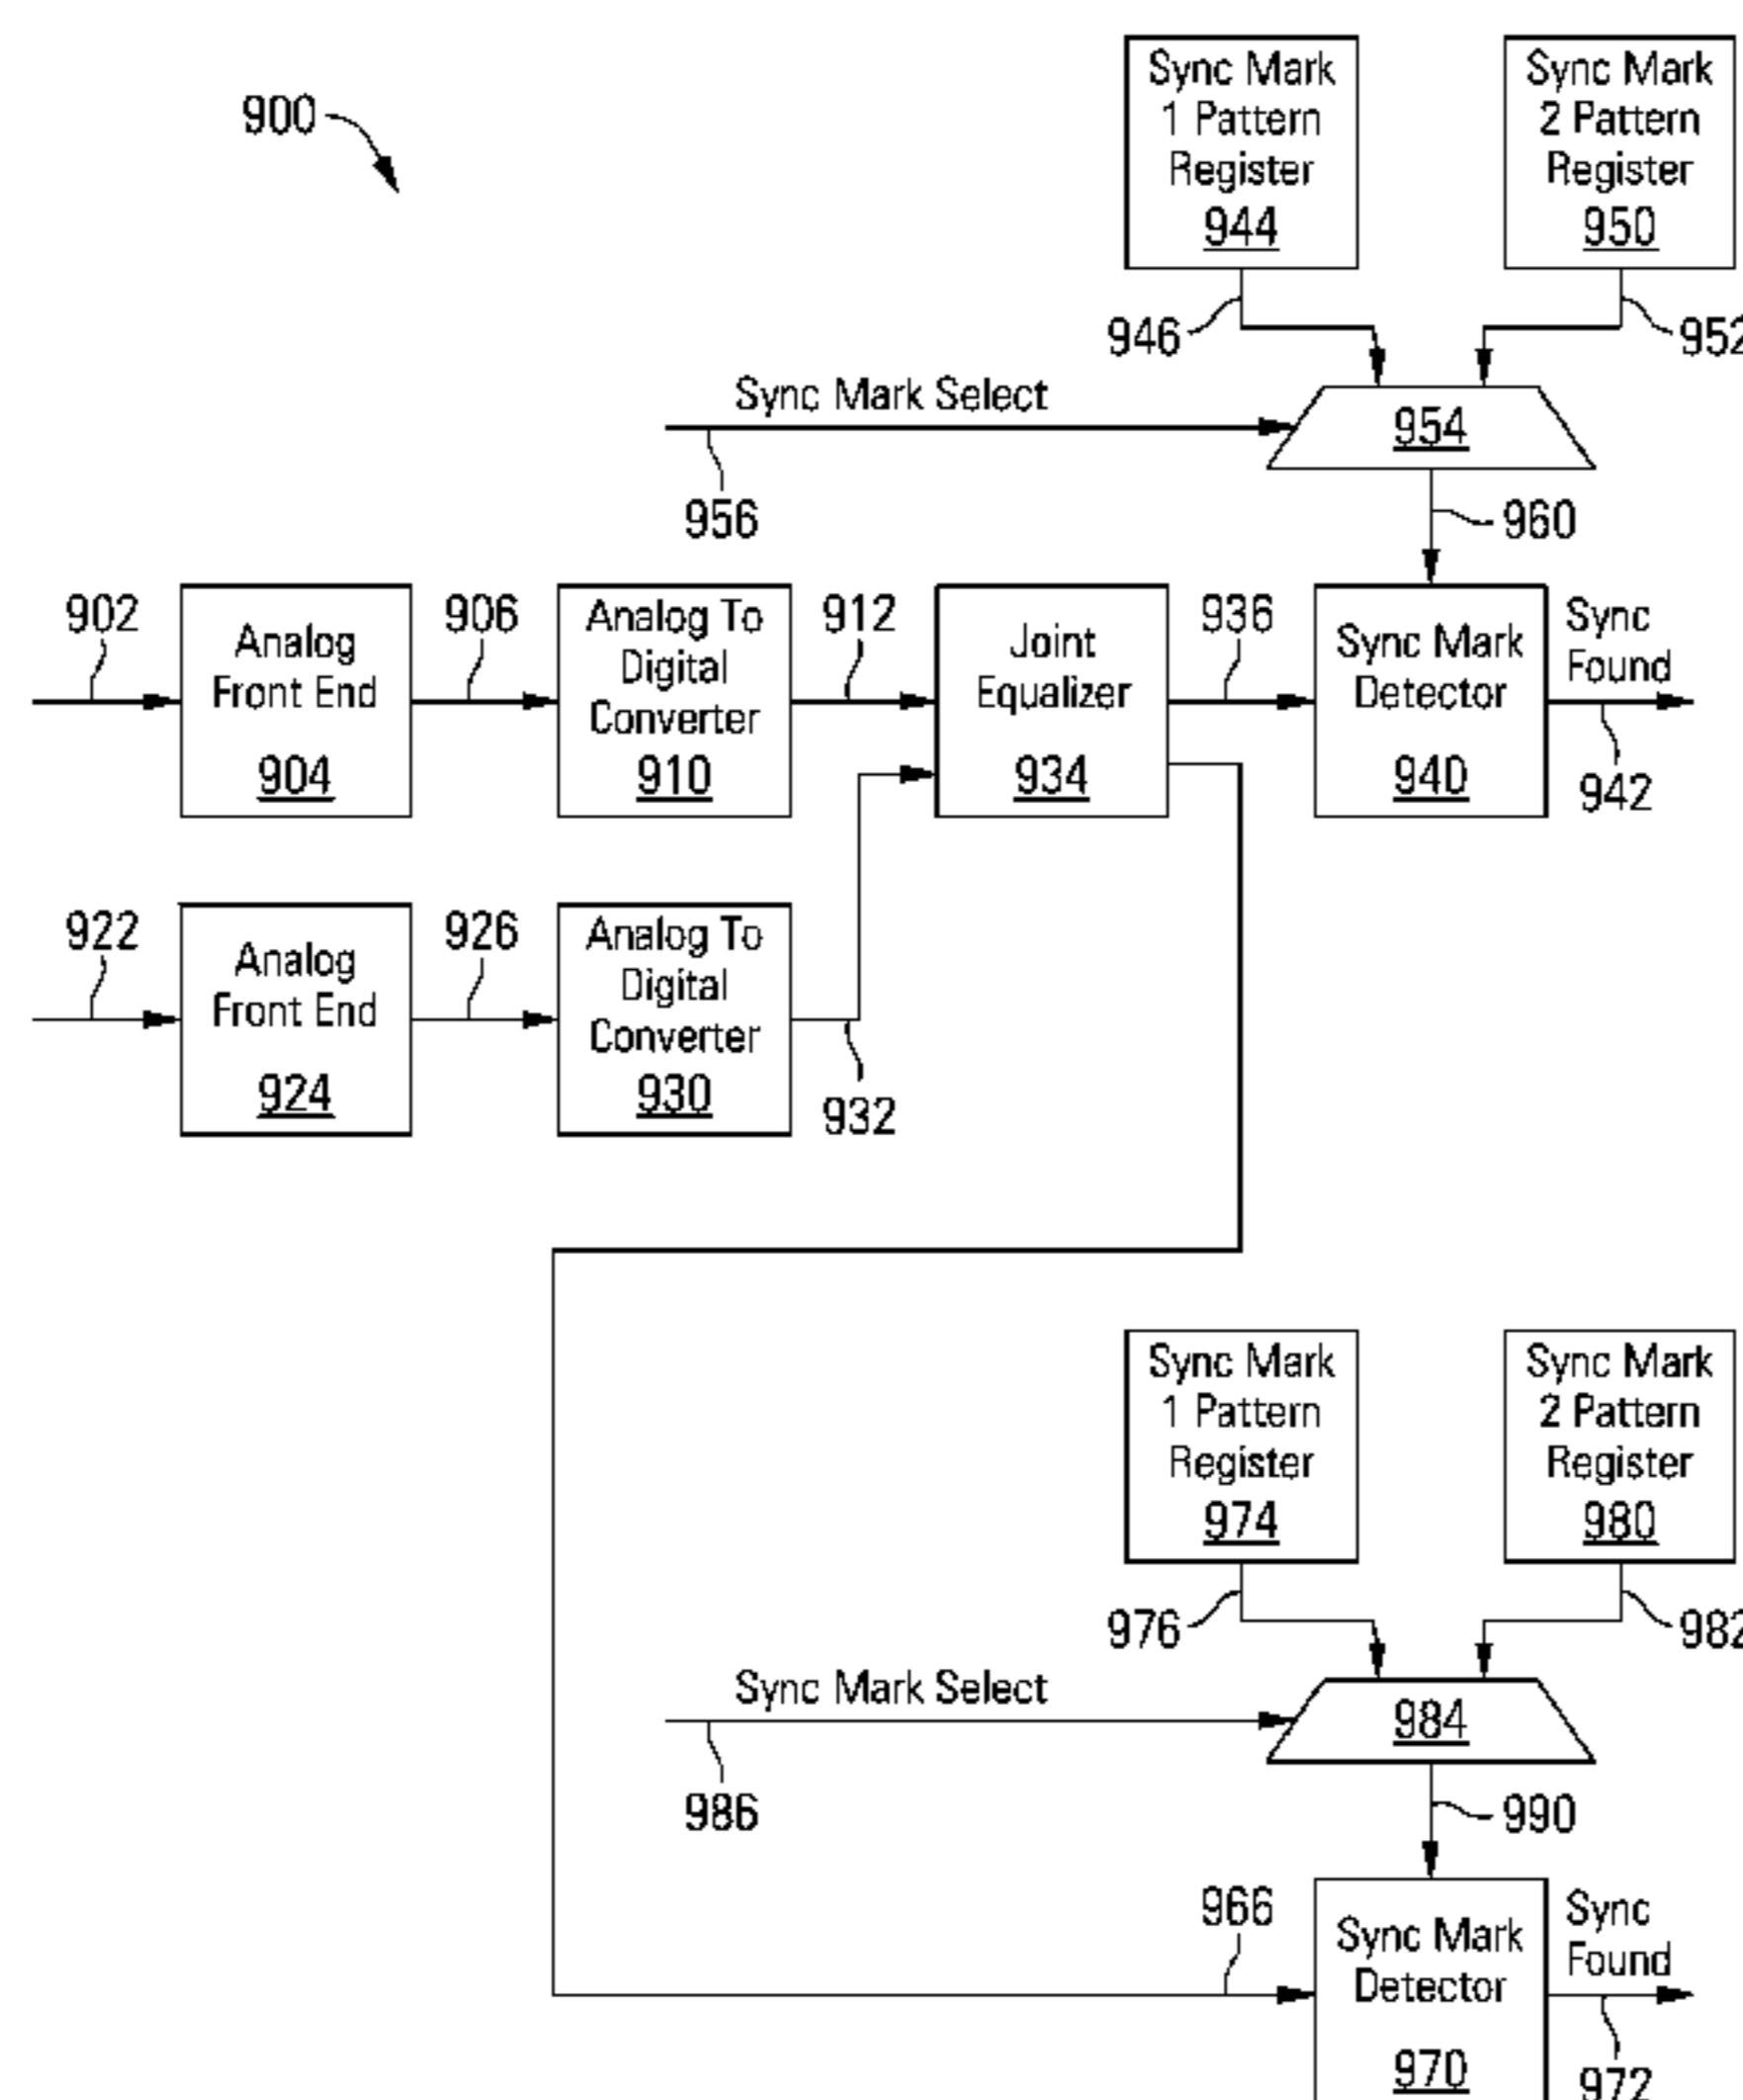 900
Sync Mark
1 Pattern
Register
944
Sync Mark
2 Pattern
Register
950
946
952
Sync Mark Select
954
956
960
902
Analog
Front End
904
906
Analog To
Digital
Converter
910
912
Joint
Equalizer
934
936
Sync Mark
Detector
940
Sync
Found
942
922
Analog
Front End
924
926
Analog To
Digital
Converter
930
932
Sync Mark
1 Pattern
Register
974
Sync Mark
2 Pattern
Register
980
976
982
Sync Mark Select
984
986
990
966
Sync Mark
Detector
970
Sync
Found
972